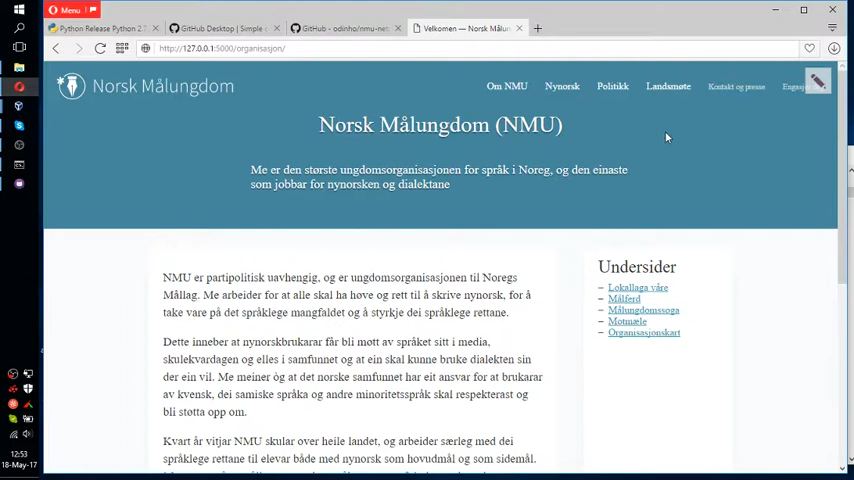 Menu
Python Release Python 2.7
GitHub Desktop | Simple
GitHub - odinho/nmu-net
Velkomen — Norsk Målun
http://127.0.0.1:5000/organisasjon/
Norsk Målungdom
Om NMU Nynorsk Politikk Landsmøte Kontakt og presse
Norsk Målungdom (NMU)
Me er den største ungdomsorganisasjonen for språk i Noreg, og den einaste
som jobbar for nynorsken og dialektane
NMU er partipolitisk uavhengig, og er ungdomsorganisasjonen til Noregs
Mållag. Me arbeider for at alle skal ha høve og rett til å skrive nynorsk, for å
take vare på det språklege mangfaldet og å styrkje dei språklege rettane.
Dette inneber at nynorskbrukarar får bli møtt av språket sitt i media,
skulekvardagen og elles i samfunnet og at ein skal kunne bruke dialekten sin
der ein vil. Me meiner òg at det norske samfunnet har eit ansvar for at brukarar
av kvensk, dei samiske språka og andre minoritetsspråk skal respekterast og
bli støtta opp om.
Kvart år vitjar NMU skular over heile landet, og arbeider særleg med dei
språklege rettane til elevar både med nynorsk som hovudmål og som sidemål.
Undersider
– Lokallaga våre
– Målferd
– Målungdomssoga
– Motmæle
– Organisasjonskart
12:53
18-May-17